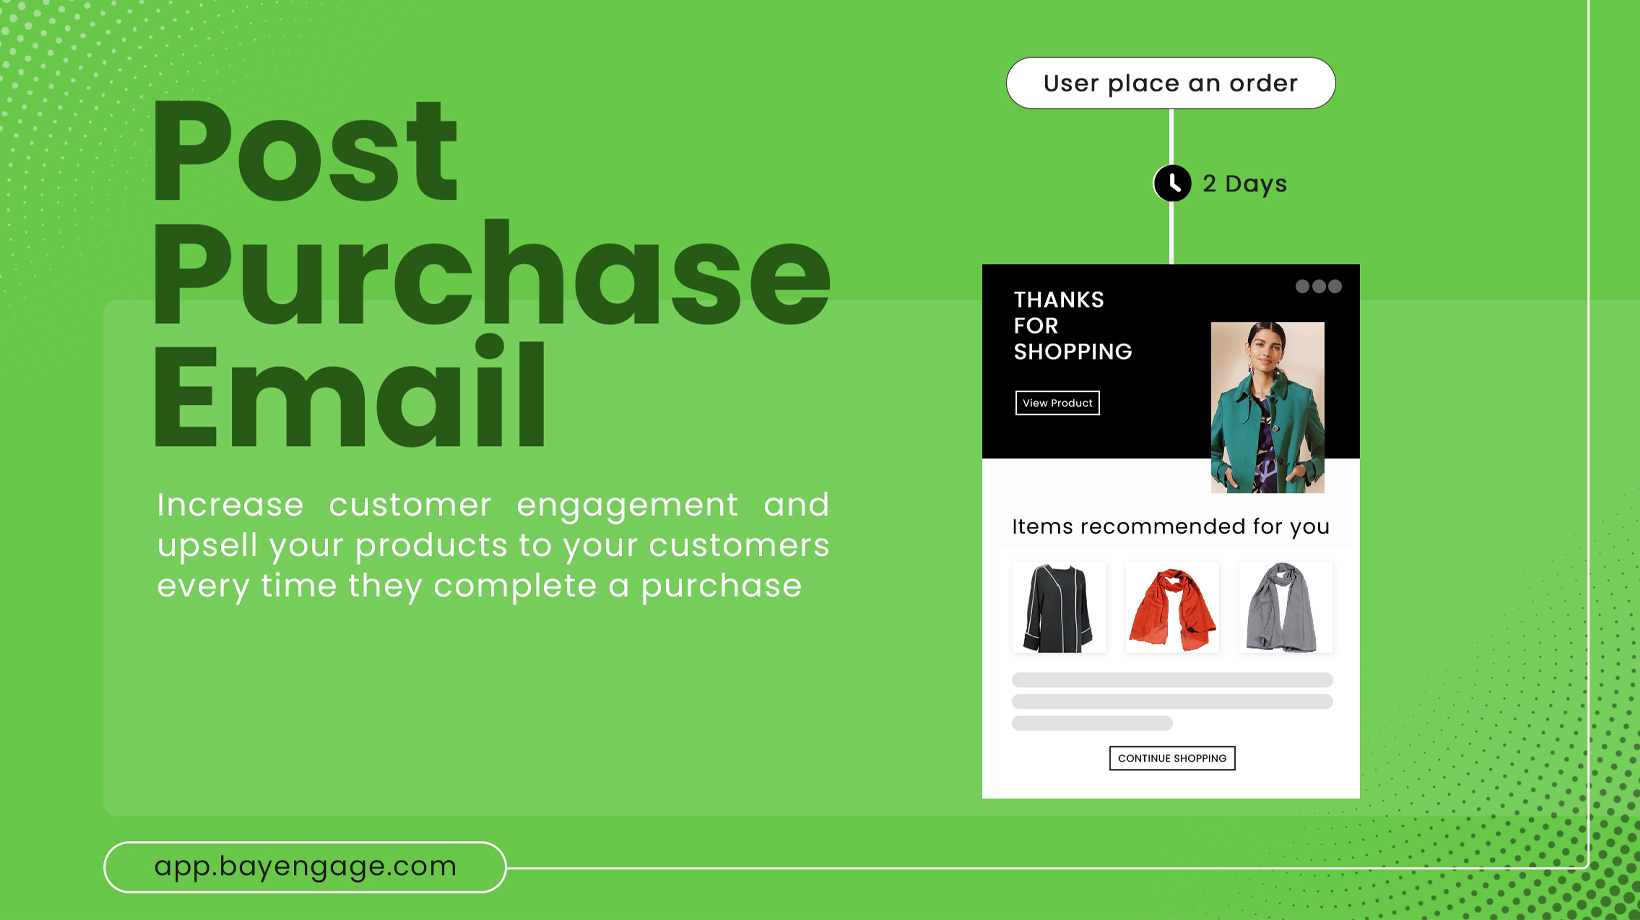 Post
Purchase
Email
Increase customer engagement and
upsell your products to your customers
every time they complete a purchase
app.bayengage.com
User place an order
2 Days
THANKS
FOR
SHOPPING
View Product
Items recommended for you
CONTINUE SHOPPING